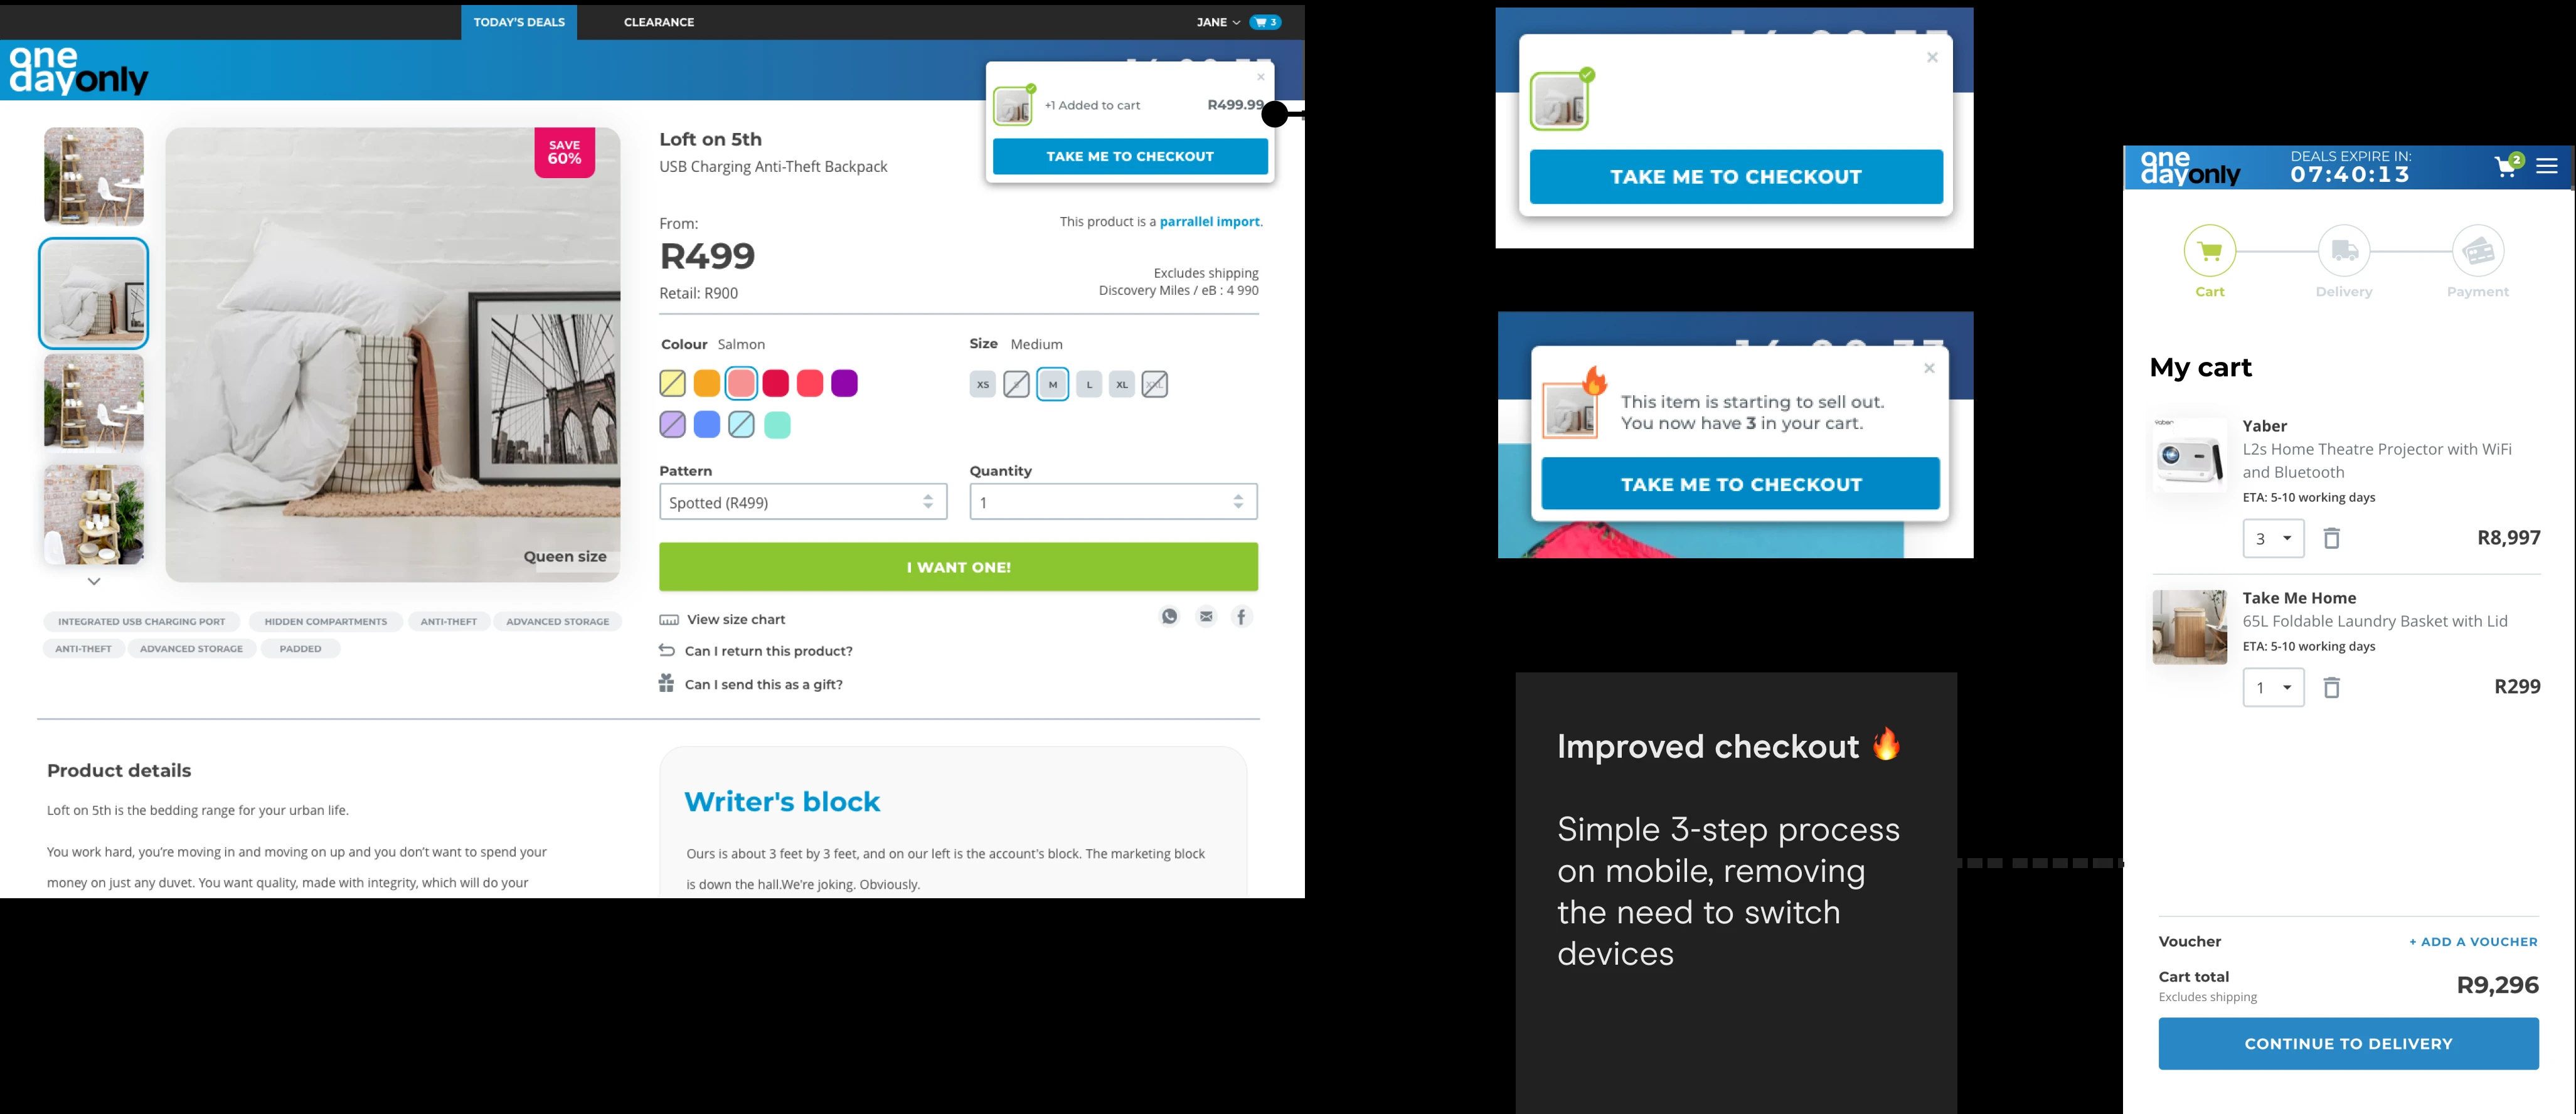 TODAY'S DEALS
CLEARANCE
JANE
3
one
dayonly
+1 Added to cart
R499.99
TAKE ME TO CHECKOUT
SAVE
60%
Queen size
Loft on 5th
USB Charging Anti-Theft Backpack
From:
R499
Retail: R900
This product is a parrallel import.
Excludes shipping
Discovery Miles / eB : 4 990
Colour Salmon
Size Medium
XS
M
L
XL
Pattern
Quantity
Spotted (R499)
1
I WANT ONE!
View size chart
Can I return this product?
Can I send this as a gift?
INTEGRATED USB CHARGING PORT
HIDDEN COMPARTMENTS
ANTI-THEFT
ADVANCED STORAGE
ANTI-THEFT
ADVANCED STORAGE
PADDED
Product details
Loft on 5th is the bedding range for your urban life.
You work hard, you're moving in and moving on up and you don't want to spend your
money on just any duvet. You want quality, made with integrity, which will do your
Writer's block
Ours is about 3 feet by 3 feet, and on our left is the account's block. The marketing block
is down the hall.We're joking. Obviously.
TAKE ME TO CHECKOUT
This item is starting to sell out.
You now have 3 in your cart.
TAKE ME TO CHECKOUT
Improved checkout 🔥
Simple 3-step process
on mobile, removing
the need to switch
devices
one
dayonly
DEALS EXPIRE IN:
07:40:13
2
Cart
Delivery
Payment
My cart
Yaber
Yaber
L2s Home Theatre Projector with WiFi
and Bluetooth
ETA: 5-10 working days
3
R8,997
Take Me Home
65L Foldable Laundry Basket with Lid
ETA: 5-10 working days
1
R299
Voucher
+ ADD A VOUCHER
Cart total
R9,296
Excludes shipping
CONTINUE TO DELIVERY